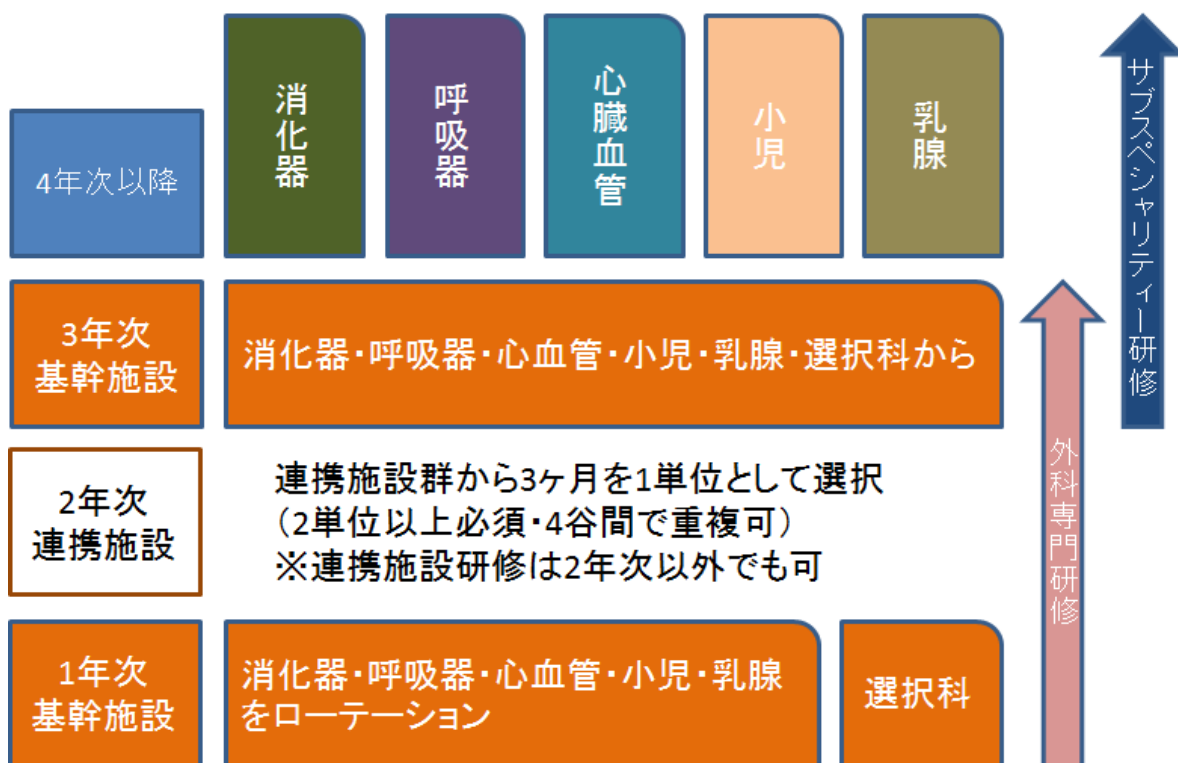 消化器
呼吸器
心臓血管
小児
乳腺
サブスペシャリティー研修
4年次以降
3年次
基幹施設
消化器・呼吸器・心血管・小児・乳腺・選択科から
外科専門研修
2年次
連携施設
連携施設群から3ヶ月を1単位として選択
（2単位以上必須・4谷間で重複可）
※連携施設研修は2年次以外でも可
1年次
基幹施設
消化器・呼吸器・心血管・小児・乳腺
をローテーション
選択科